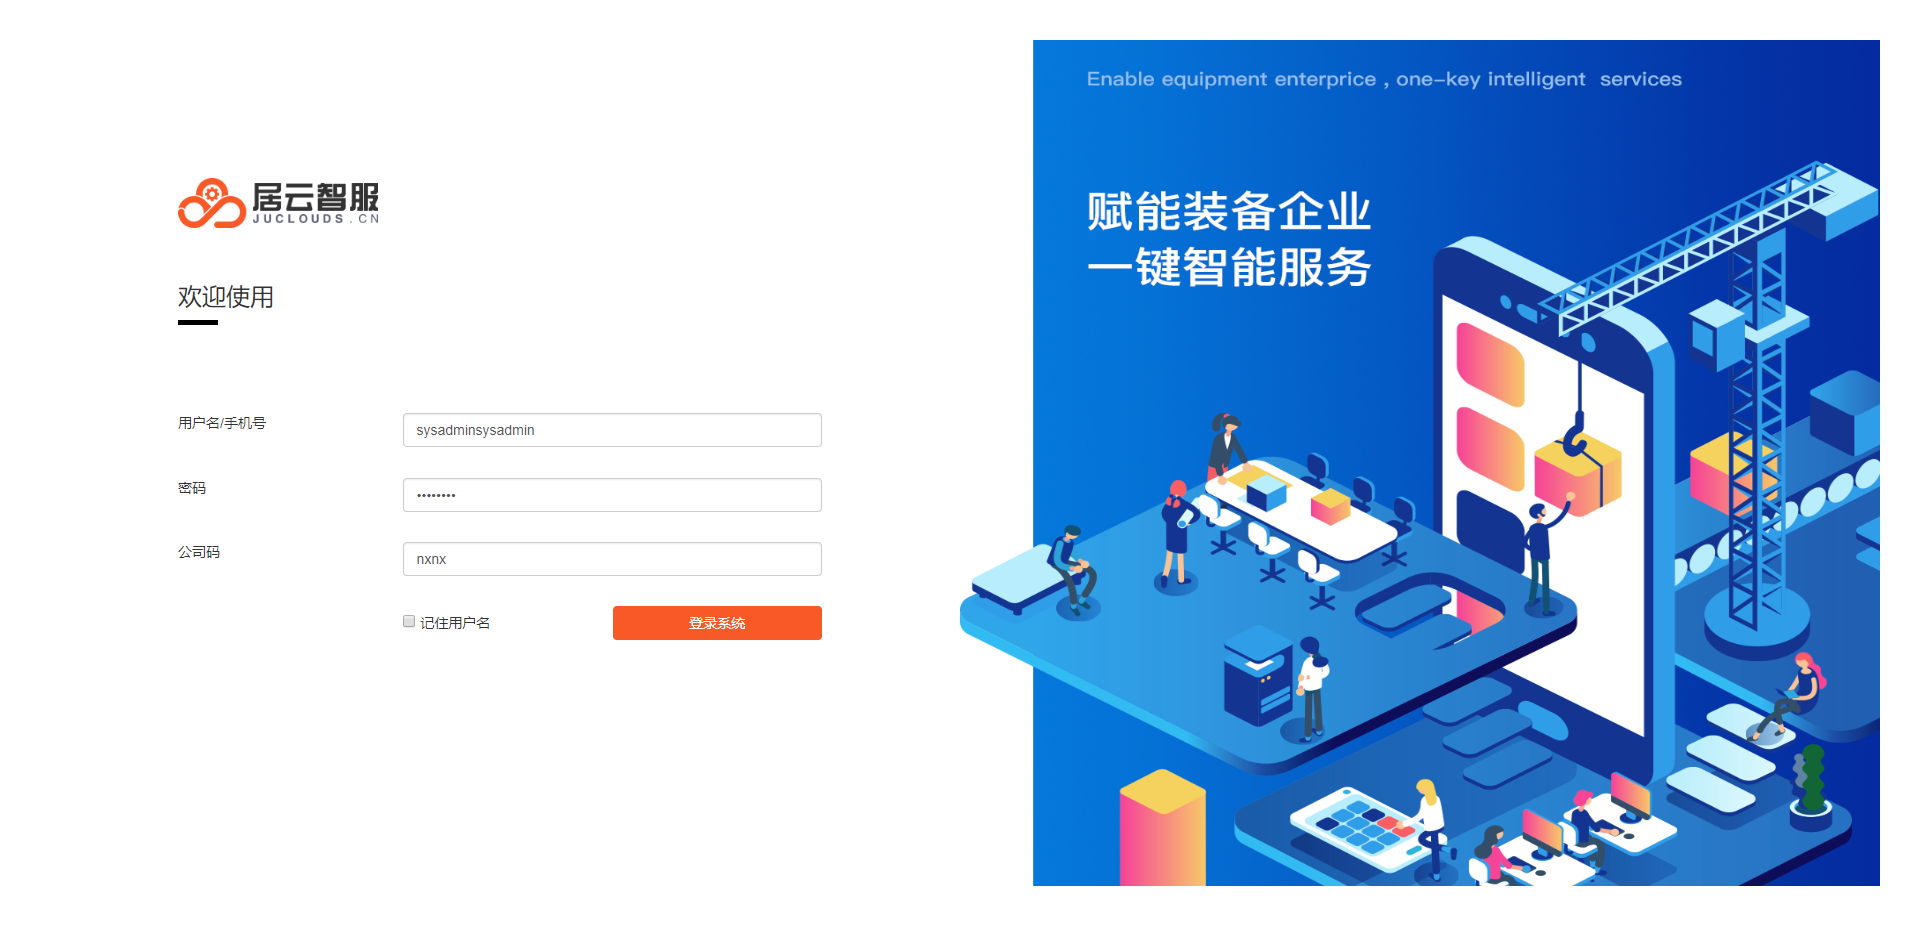 居云智服
JUCLOUDS.CN
欢迎使用
用户名/手机号
sysadminsysadmin
密码
••••••••
公司码
nxnx
记住用户名
登录系统
Enable equipment enterprice , one-key intelligent services
赋能装备企业
一键智能服务